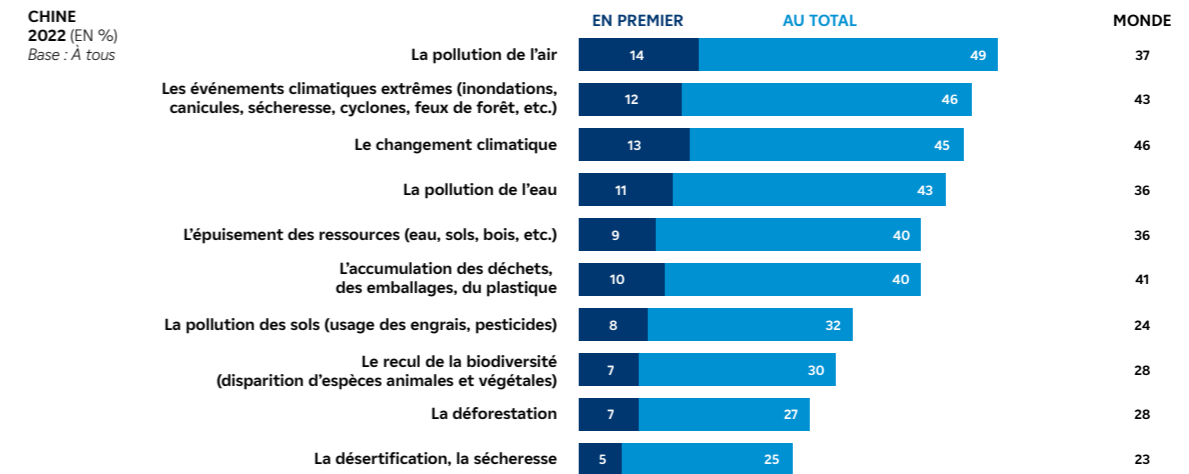 CHINE
2022 (EN %)
Base : À tous
EN PREMIER AU TOTAL MONDE
La pollution de l'air 14 49 37
Les événements climatiques extrêmes (inondations,
canicules, sécheresse, cyclones, feux de forêt, etc.) 12 46 43
Le changement climatique 13 45 46
La pollution de l'eau 11 43 36
L'épuisement des ressources (eau, sols, bois, etc.) 9 40 36
L'accumulation des déchets,
des emballages, du plastique 10 40 41
La pollution des sols (usage des engrais, pesticides) 8 32 24
Le recul de la biodiversité
(disparition d'espèces animales et végétales) 7 30 28
La déforestation 7 27 28
La désertification, la sécheresse 5 25 23